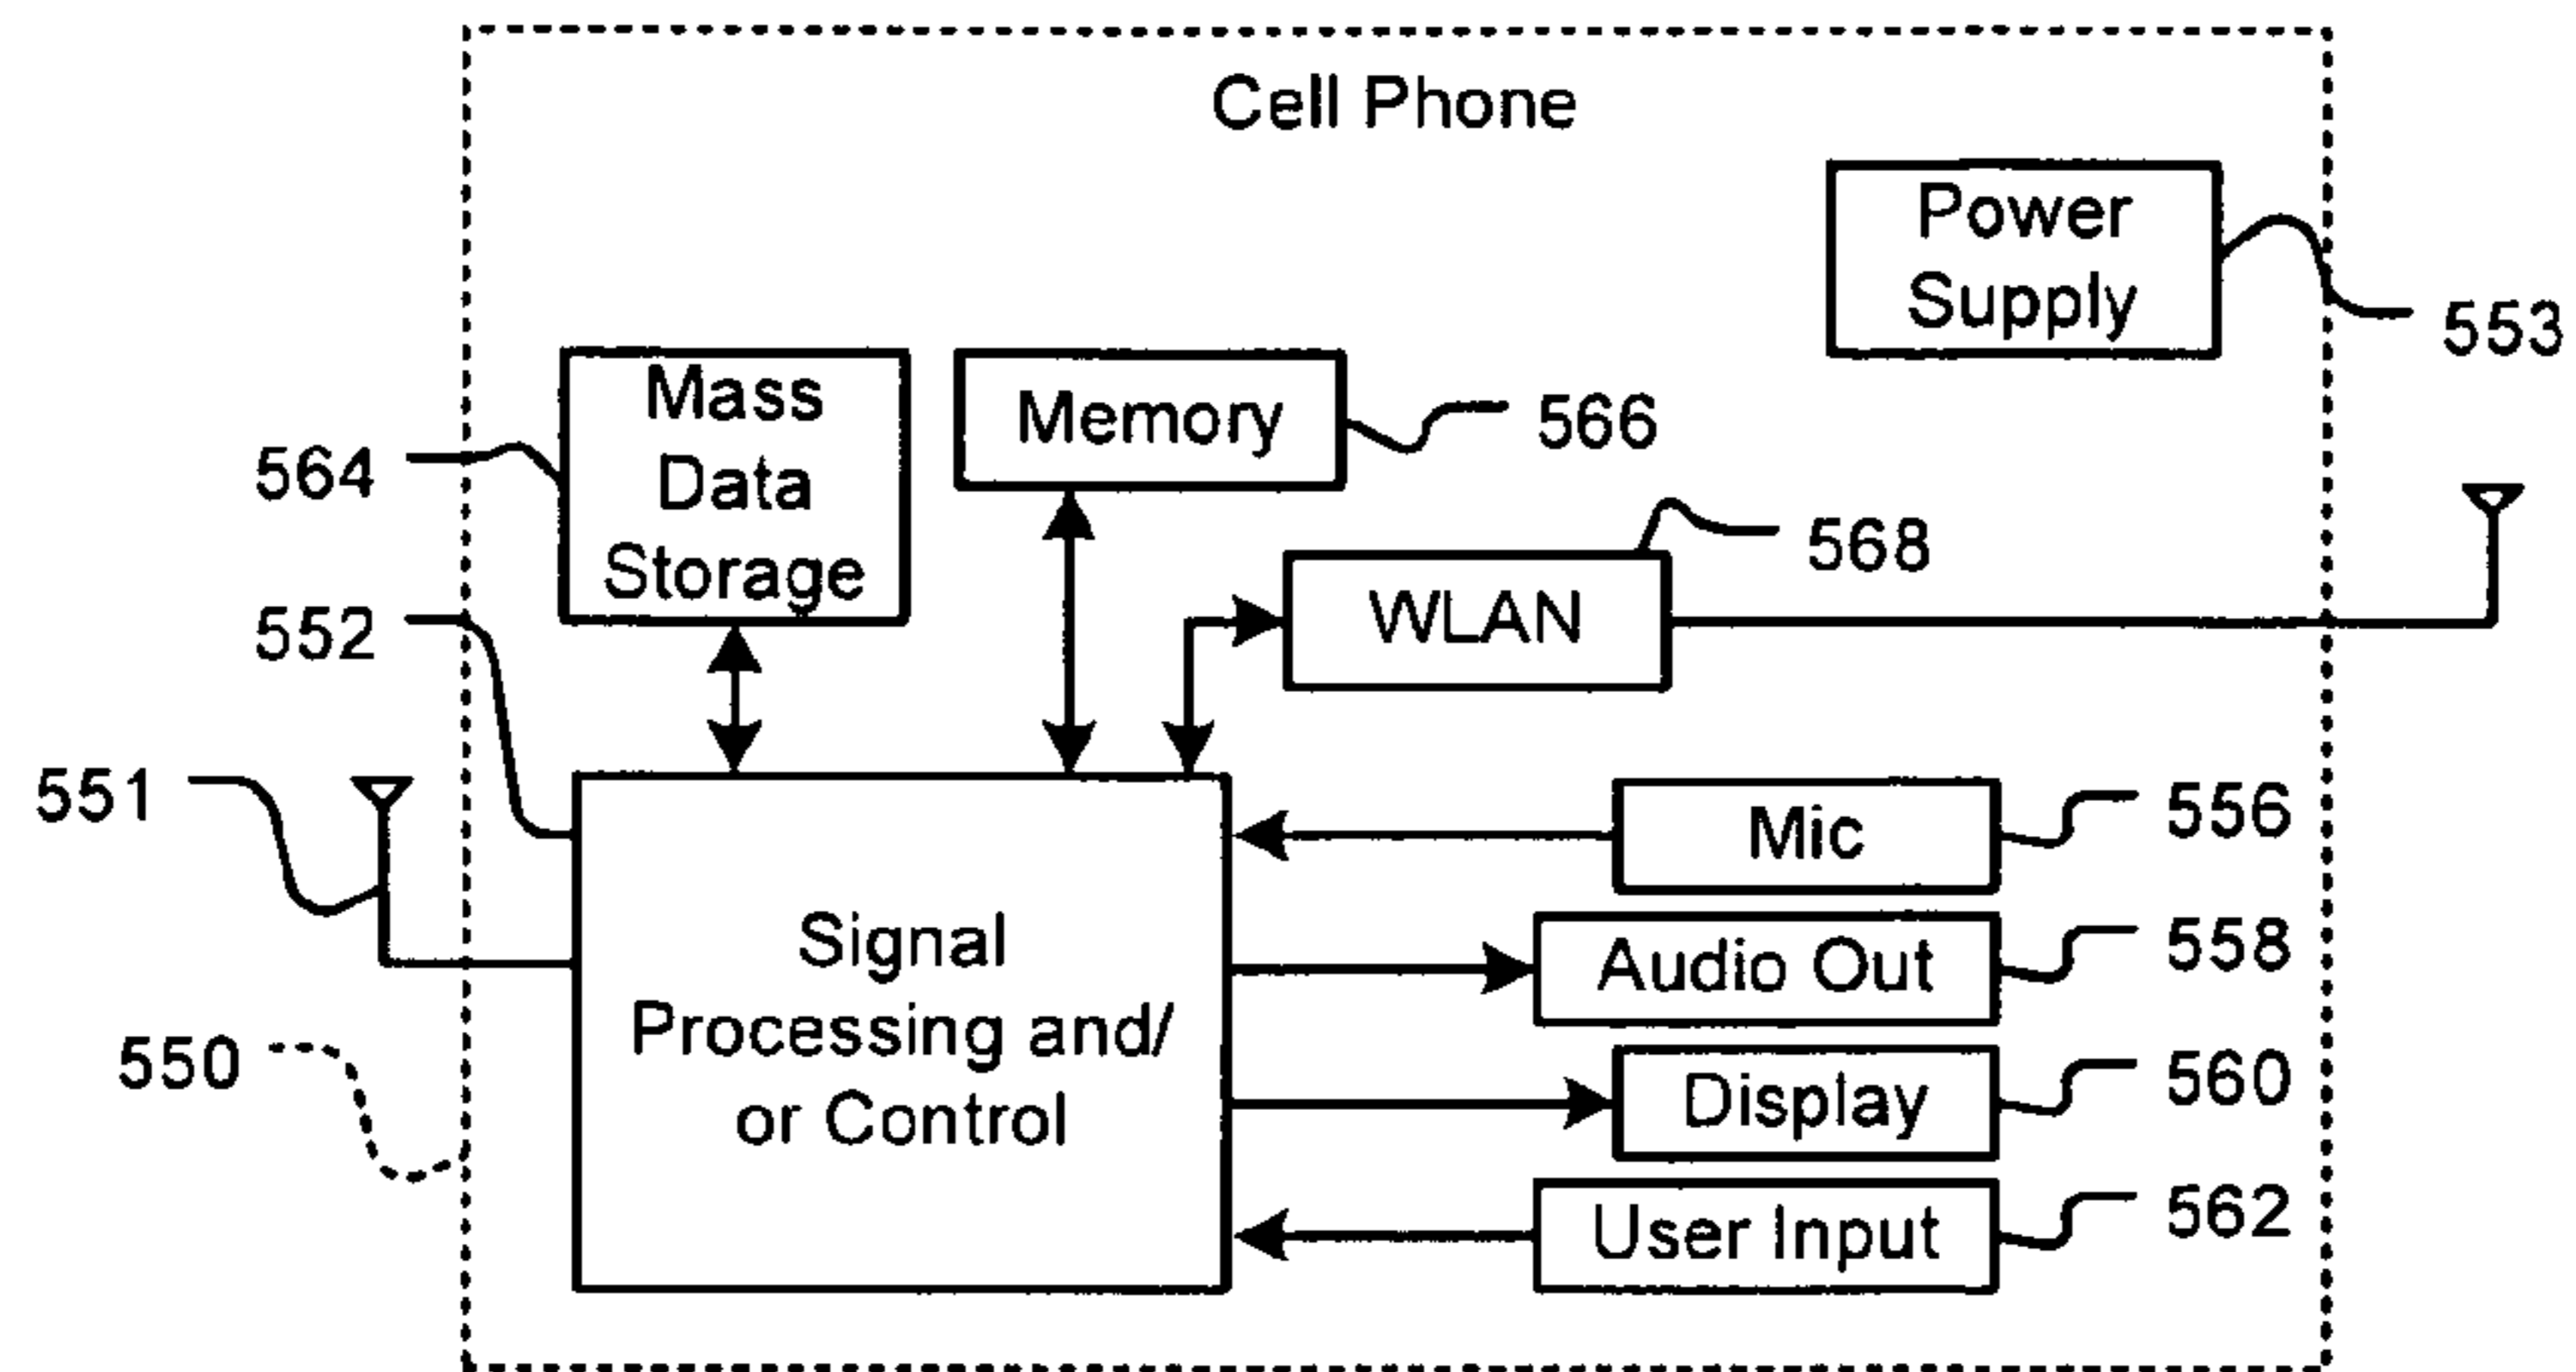 Cell Phone
Power
Supply
553
Mass
Data
Storage
564
Memory
566
568
WLAN
552
551
Signal
Processing and/
or Control
550
Mic
556
Audio Out
558
Display
560
User Input
562